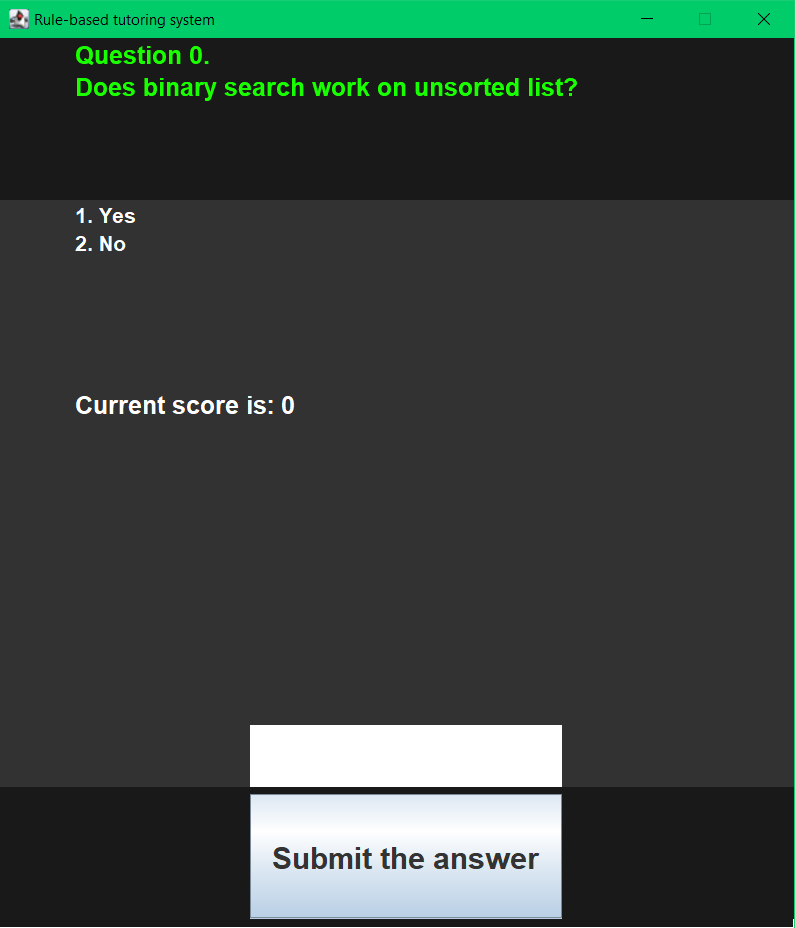 Rule-based tutoring system
Question 0.
Does binary search work on unsorted list?
1. Yes
2. No
Current score is: 0
Submit the answer